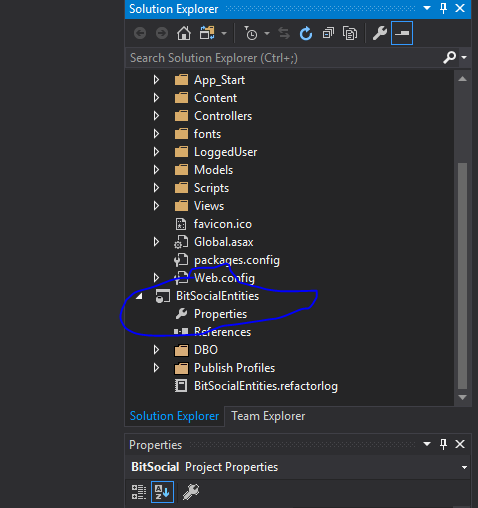 Solution Explorer
Search Solution Explorer (Ctrl+;)
App_Start
Content
Controllers
fonts
LoggedUser
Models
Scripts
Views
favicon.ico
Global.asax
packages.config
Web.config
BitSocialEntities
Properties
References
DBO
Publish Profiles
BitSocialEntities.refactorlog
Solution Explorer Team Explorer
Properties
BitSocial Project Properties